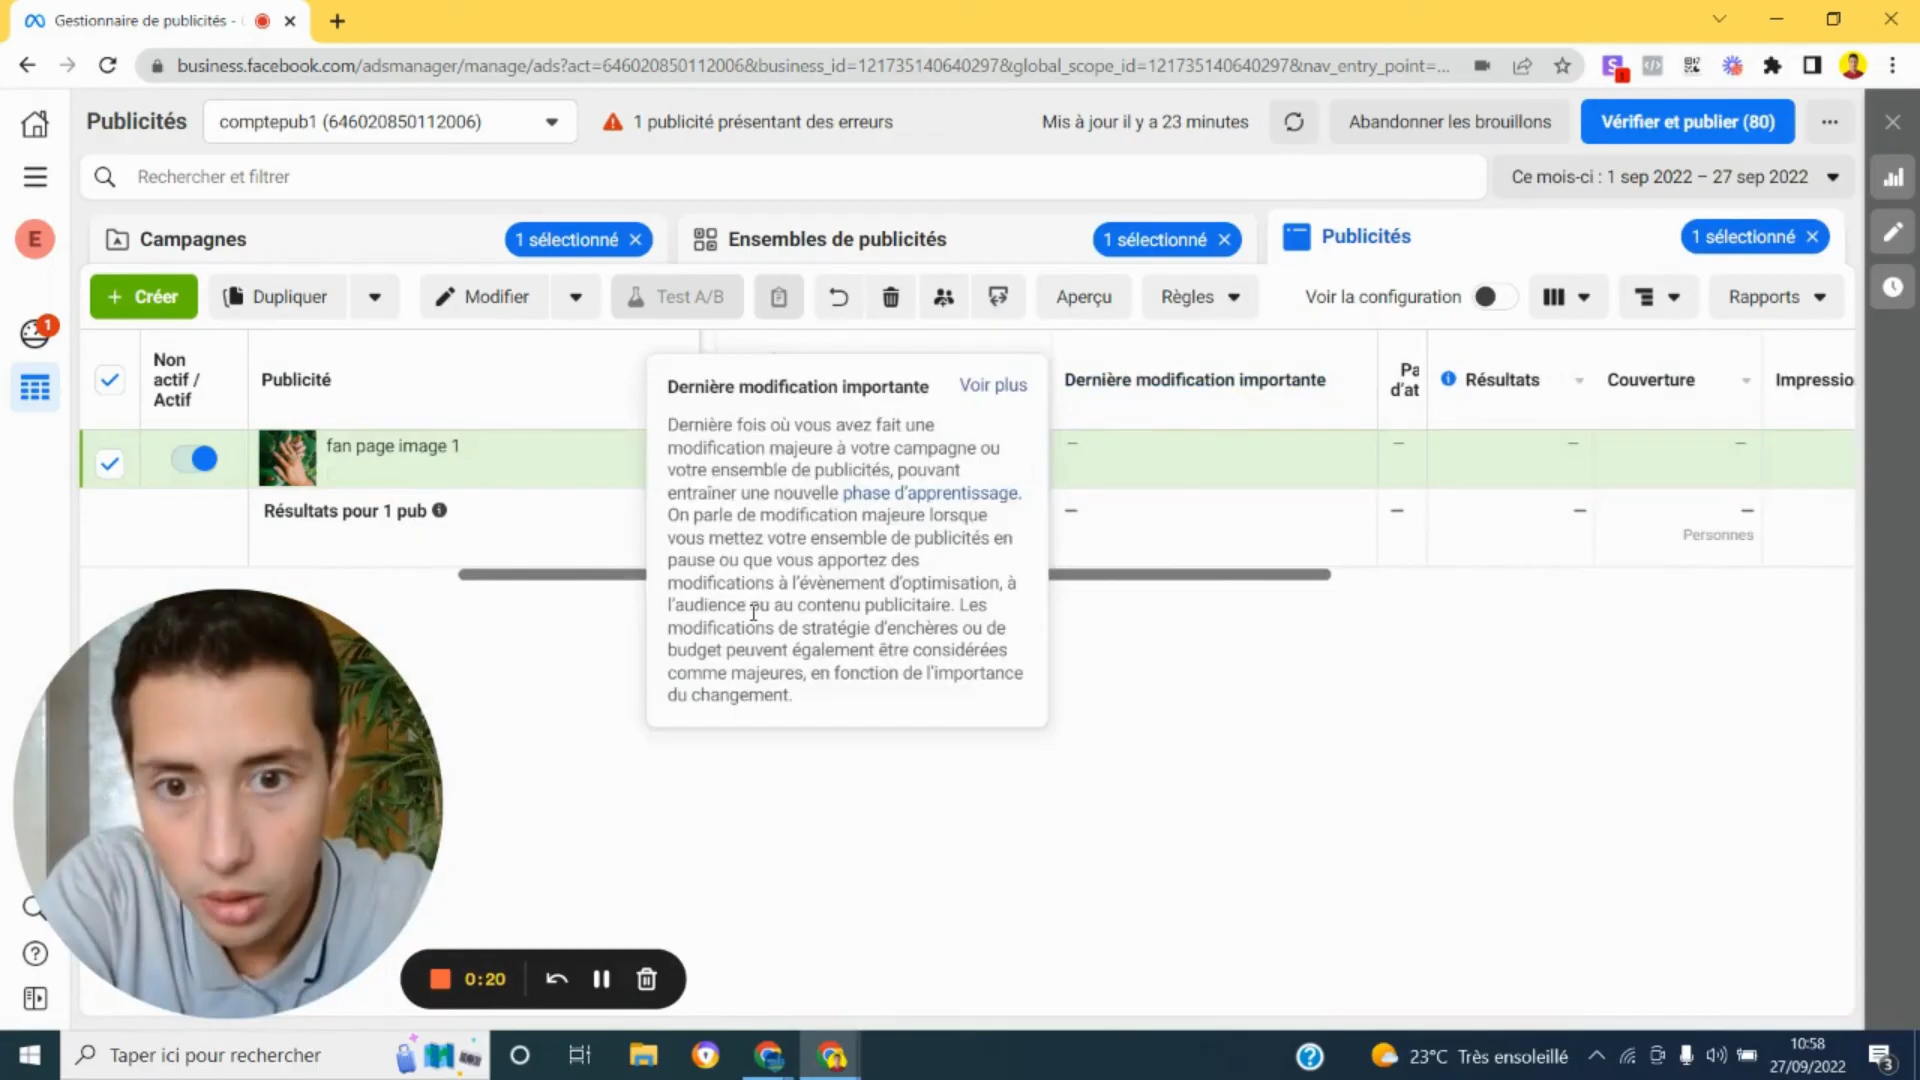 Gestionnaire de publicités -
business.facebook.com/adsmanager/manage/ads?act=646020850112006&business_id=121735140640297&global_scope_id=121735140640297&nav_entry_point=...
Publicités
comptepub1 (646020850112006)
1 publicité présentant des erreurs
Mis à jour il y a 23 minutes
Abandonner les brouillons
Vérifier et publier (80)
Rechercher et filtrer
Ce mois-ci : 1 sep 2022 – 27 sep 2022
Campagnes
1 sélectionné
Ensembles de publicités
1 sélectionné
Publicités
1 sélectionné
E
+ Créer
Dupliquer
Modifier
Test A/B
Aperçu
Règles
Voir la configuration
Rapports
1
Non actif / Actif
Publicité
Dernière modification importante
Pa d'at
Résultats
Couverture
Impressio
Dernière modification importante
Voir plus
Dernière fois où vous avez fait une
modification majeure à votre campagne ou
votre ensemble de publicités, pouvant
entraîner une nouvelle phase d'apprentissage.
On parle de modification majeure lorsque
vous mettez votre ensemble de publicités en
pause ou que vous apportez des
modifications à l'évènement d'optimisation, à
l'audience ou au contenu publicitaire. Les
modifications de stratégie d'enchères ou de
budget peuvent également être considérées
comme majeures, en fonction de l'importance
du changement.
fan page image 1
— — — —
Résultats pour 1 pub
— — — —
Personnes
0:20
Taper ici pour rechercher
23°C Très ensoleillé
10:58
27/09/2022
3